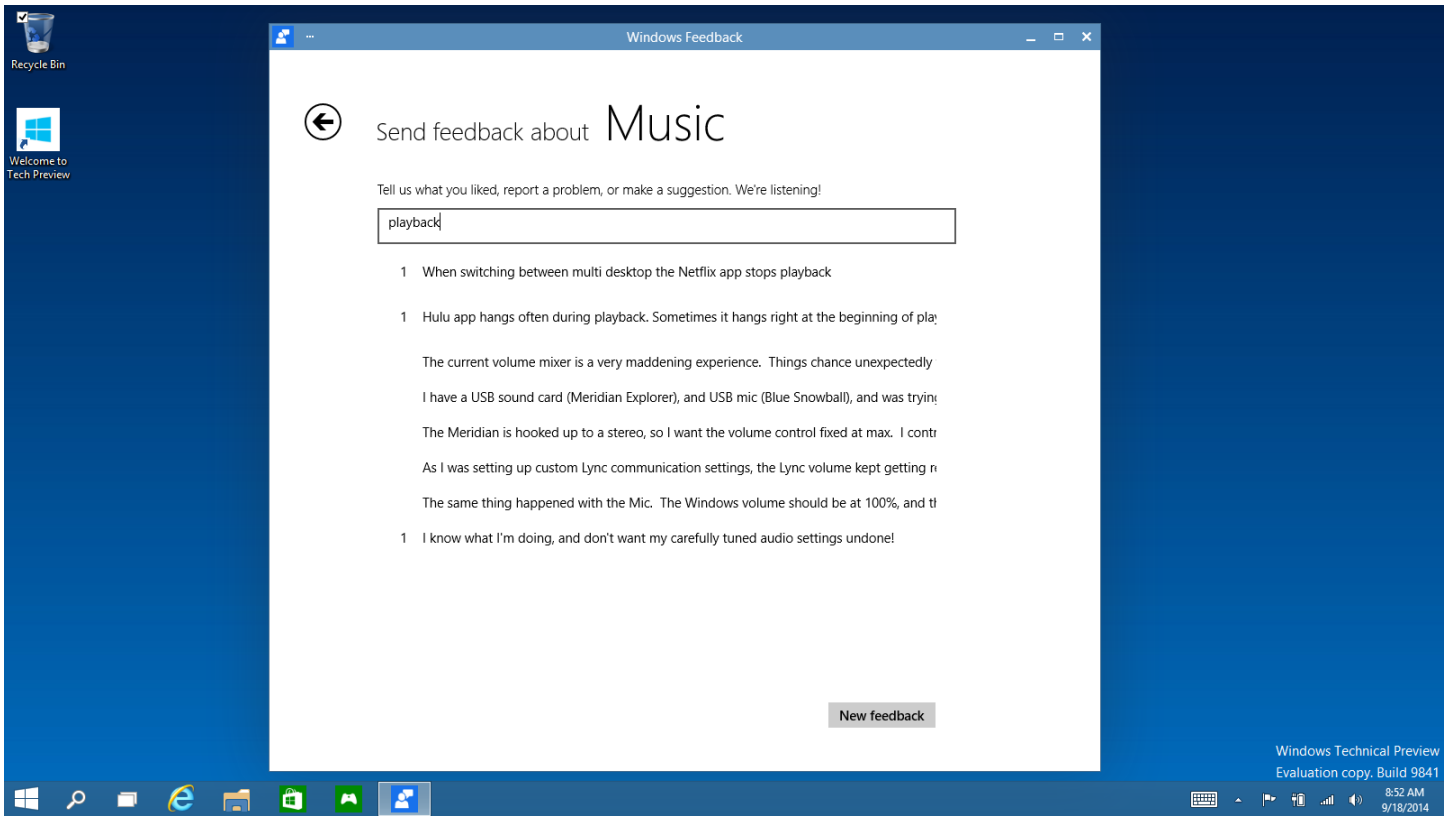 Recycle Bin
Welcome to
Tech Preview
Windows Feedback
Send feedback about Music
Tell us what you liked, report a problem, or make a suggestion. We're listening!
playback
1 When switching between multi desktop the Netflix app stops playback
1 Hulu app hangs often during playback. Sometimes it hangs right at the beginning of play
The current volume mixer is a very maddening experience.  Things chance unexpectedly
I have a USB sound card (Meridian Explorer), and USB mic (Blue Snowball), and was trying
The Meridian is hooked up to a stereo, so I want the volume control fixed at max.  I contr
As I was setting up custom Lync communication settings, the Lync volume kept getting re
The same thing happened with the Mic.  The Windows volume should be at 100%, and th
1 I know what I'm doing, and don't want my carefully tuned audio settings undone!
New feedback
Windows Technical Preview
Evaluation copy. Build 9841
8:52 AM
9/18/2014